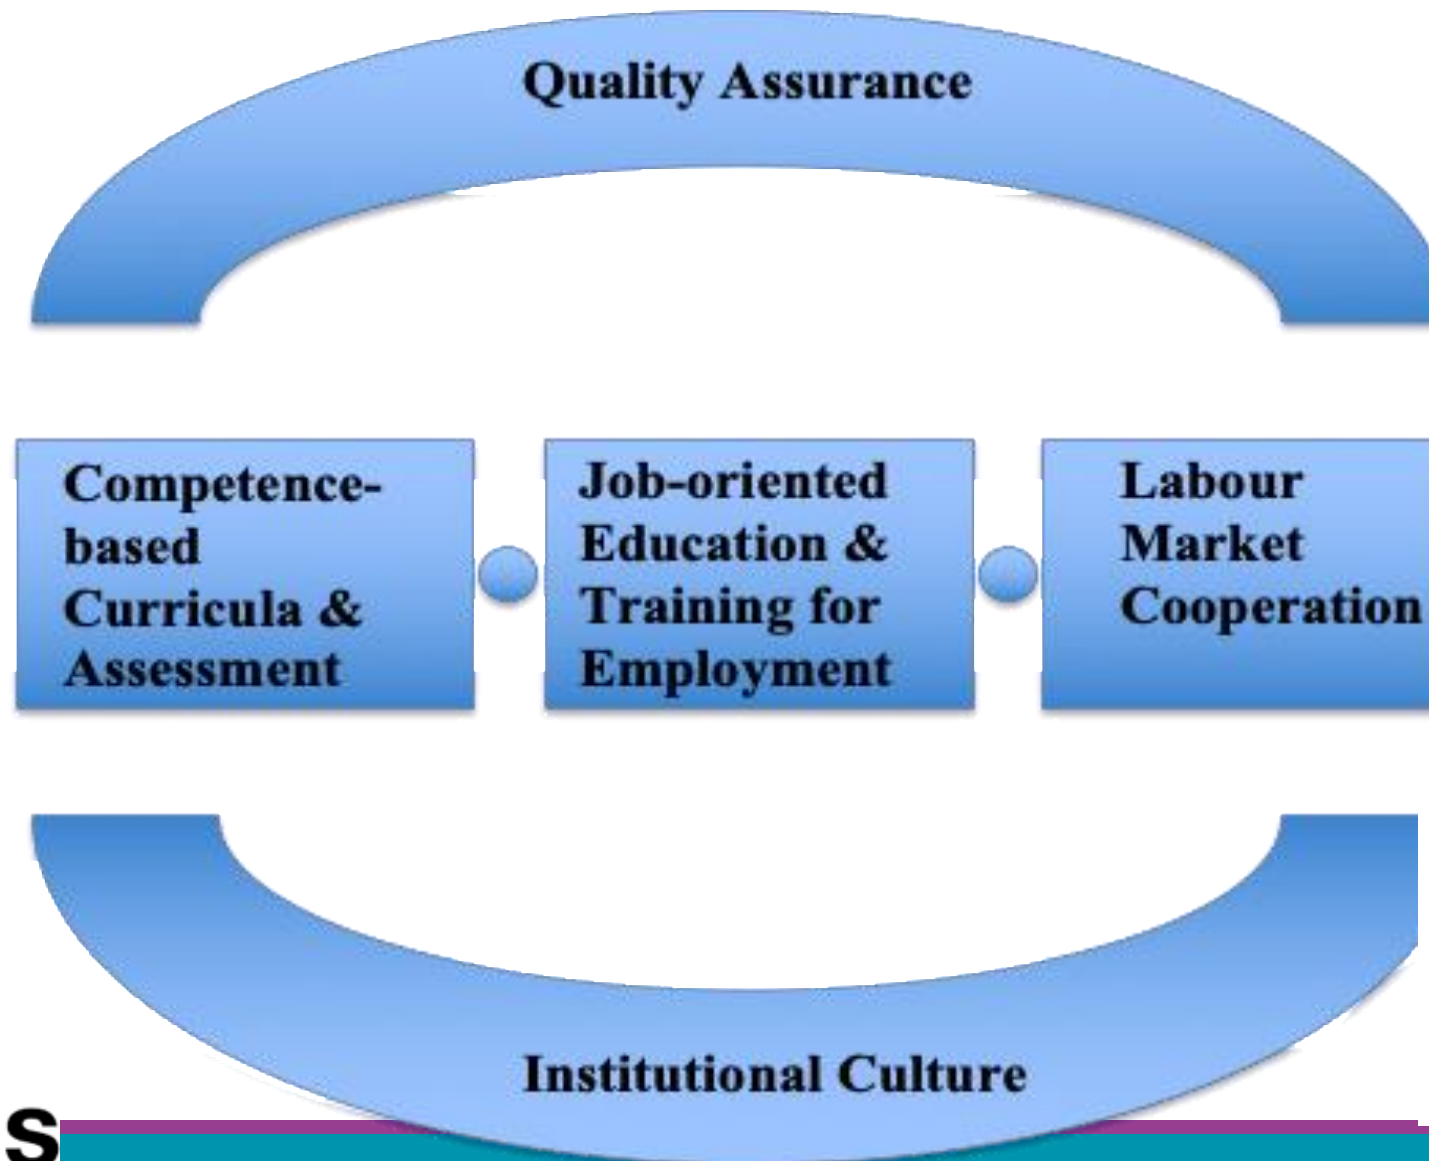 Quality Assurance
Competence-
based
Curricula &
Assessment
Job-oriented
Education &
Training for
Employment
Labour
Market
Cooperation
Institutional Culture
s